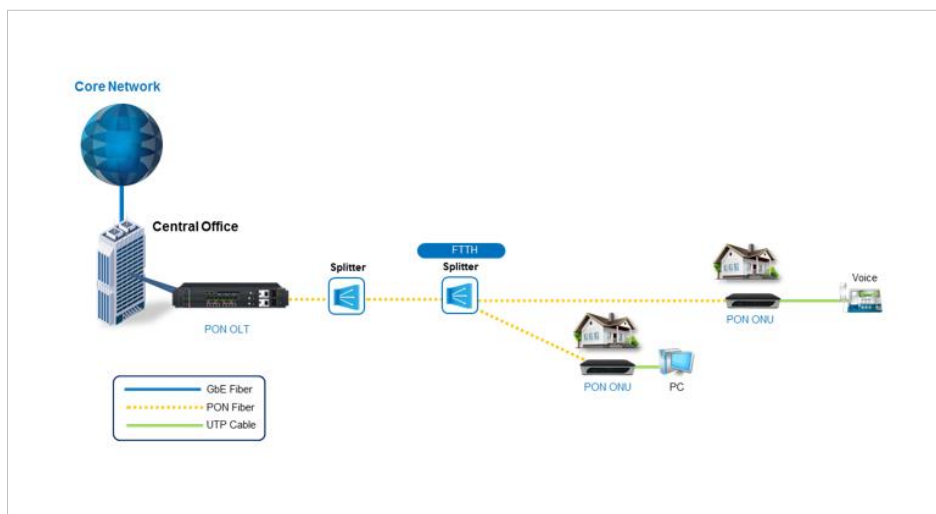 Core Network
Central Office
FTTH
Splitter
Splitter
Voice
PON OLT
PON ONU
PON ONU
PC
GbE Fiber
PON Fiber
UTP Cable